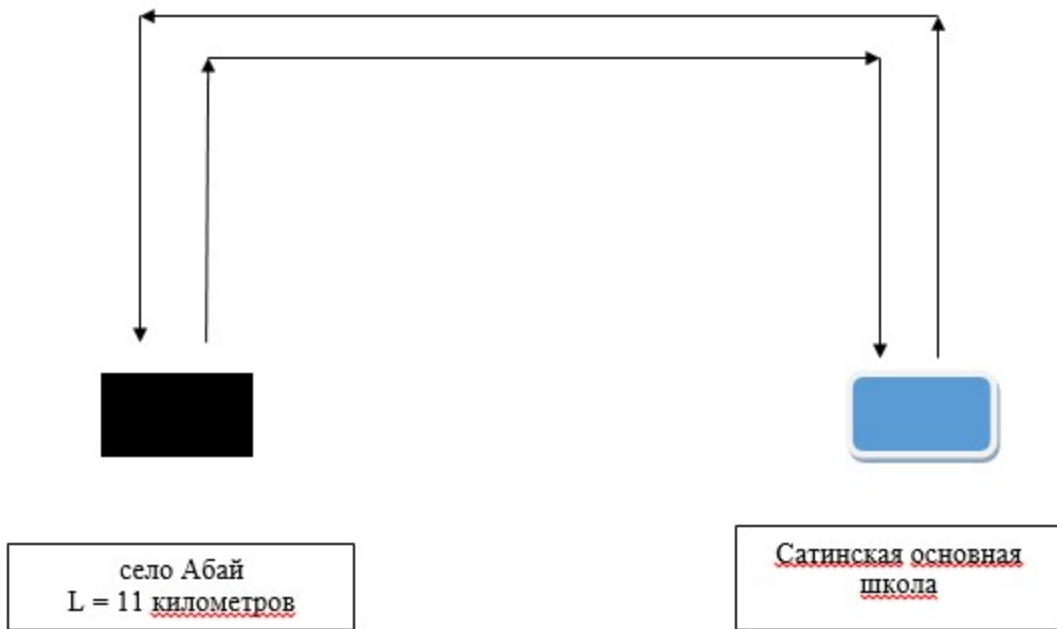 село Абай
L = 11 километров
Сатинская основная
школа